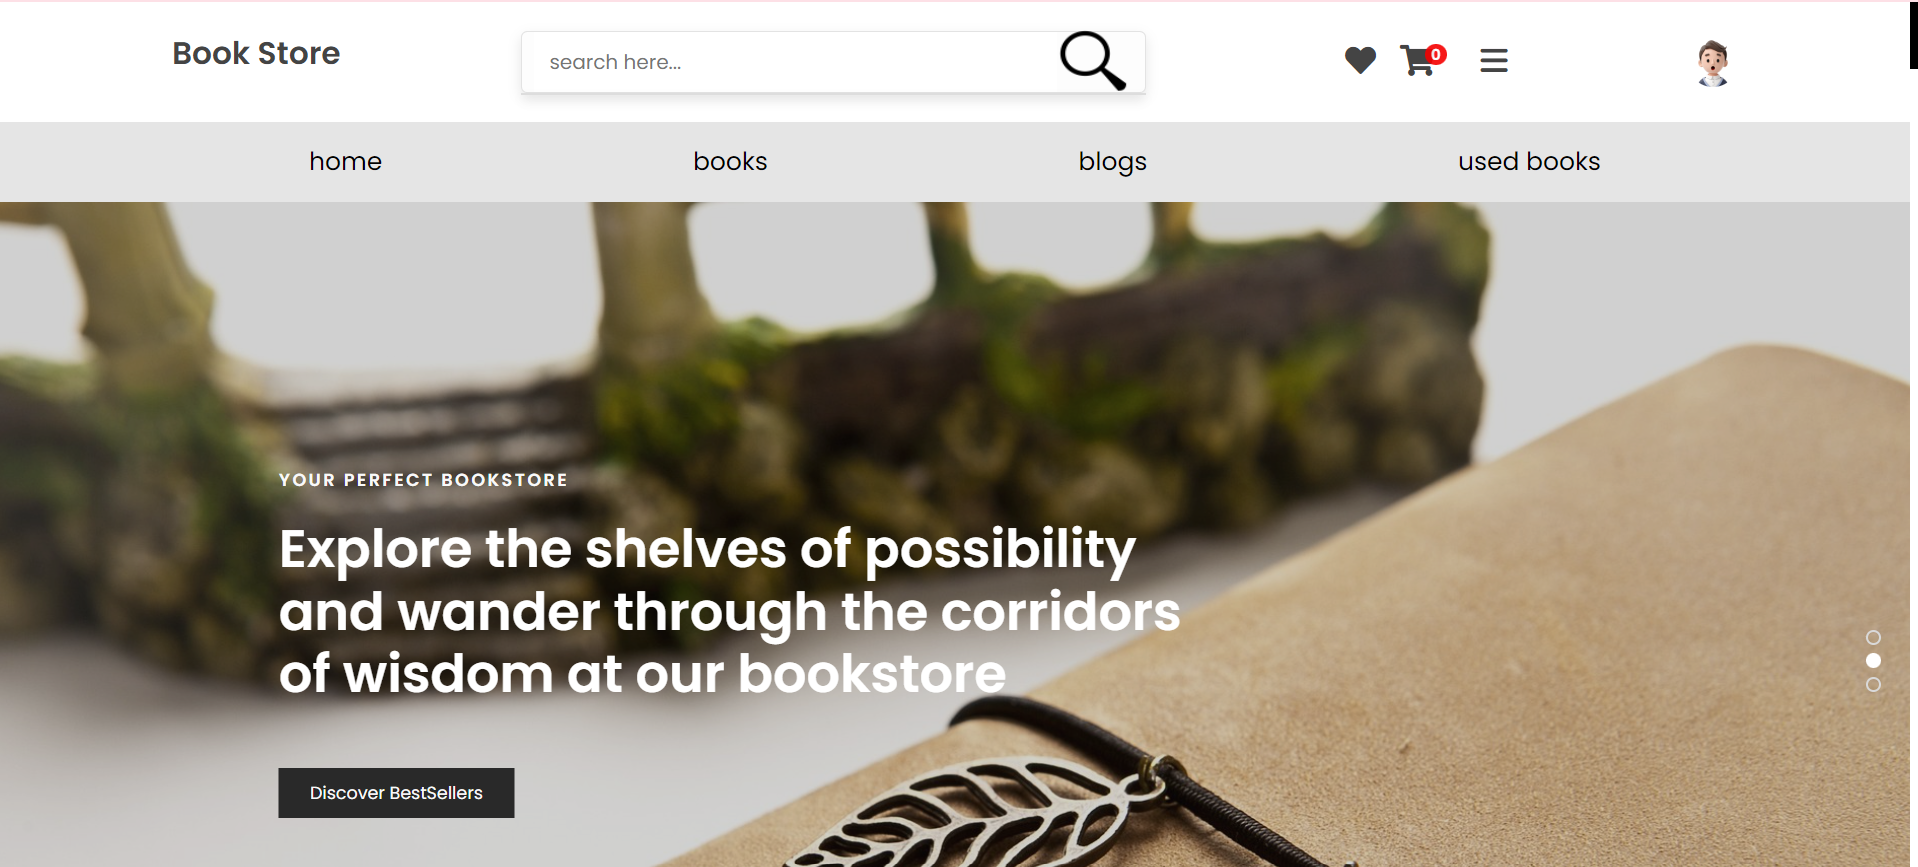 Book Store
search here...
0
home
books
blogs
used books
YOUR PERFECT BOOKSTORE
Explore the shelves of possibility
and wander through the corridors
of wisdom at our bookstore
Discover BestSellers